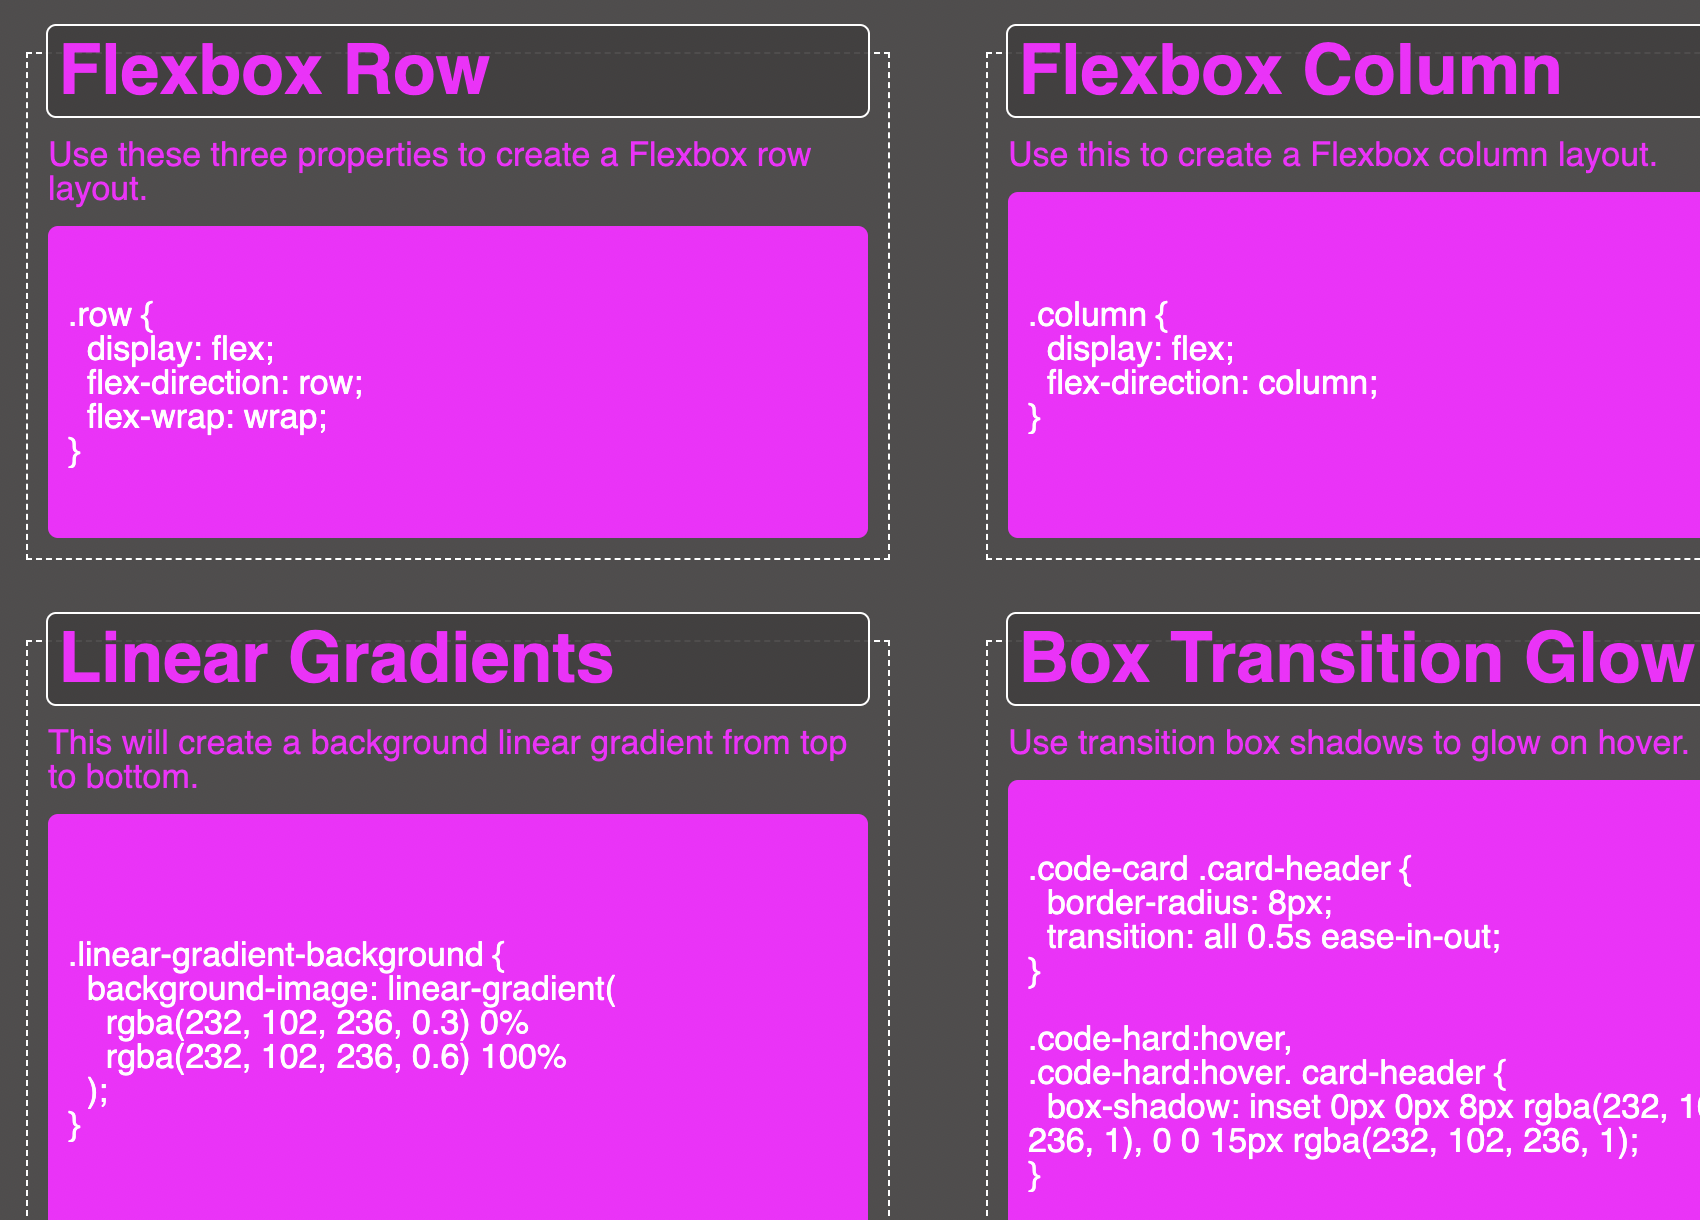 Flexbox Row
Use these three properties to create a Flexbox row
layout.
.row {
  display: flex;
  flex-direction: row;
  flex-wrap: wrap;
}
Flexbox Column
Use this to create a Flexbox column layout.
.column {
  display: flex;
  flex-direction: column;
}
Linear Gradients
This will create a background linear gradient from top
to bottom.
.linear-gradient-background {
  background-image: linear-gradient(
    rgba(232, 102, 236, 0.3) 0%
    rgba(232, 102, 236, 0.6) 100%
  );
}
Box Transition Glow
Use transition box shadows to glow on hover.
.code-card .card-header {
  border-radius: 8px;
  transition: all 0.5s ease-in-out;
}
.code-hard:hover,
.code-hard:hover. card-header {
  box-shadow: inset 0px 0px 8px rgba(232,
236, 1), 0 0 15px rgba(232, 102, 236, 1);
}